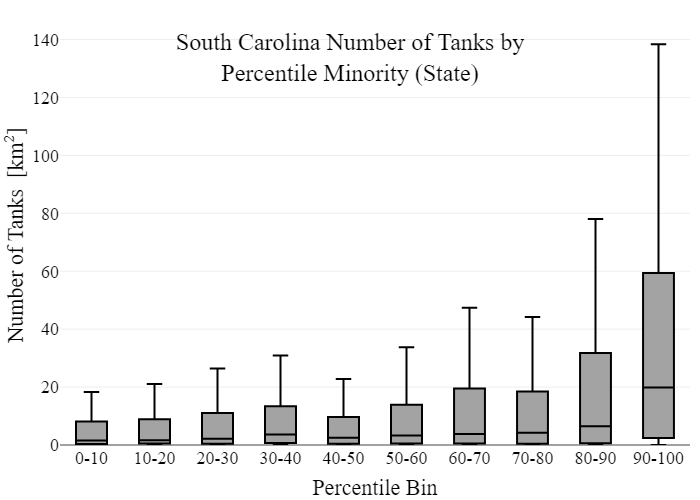 South Carolina Number of Tanks by
Percentile Minority (State)
Number of Tanks [km²]
140
120
100
80
60
40
20
0
0-10 10-20 20-30 30-40 40-50 50-60 60-70 70-80 80-90 90-100
Percentile Bin